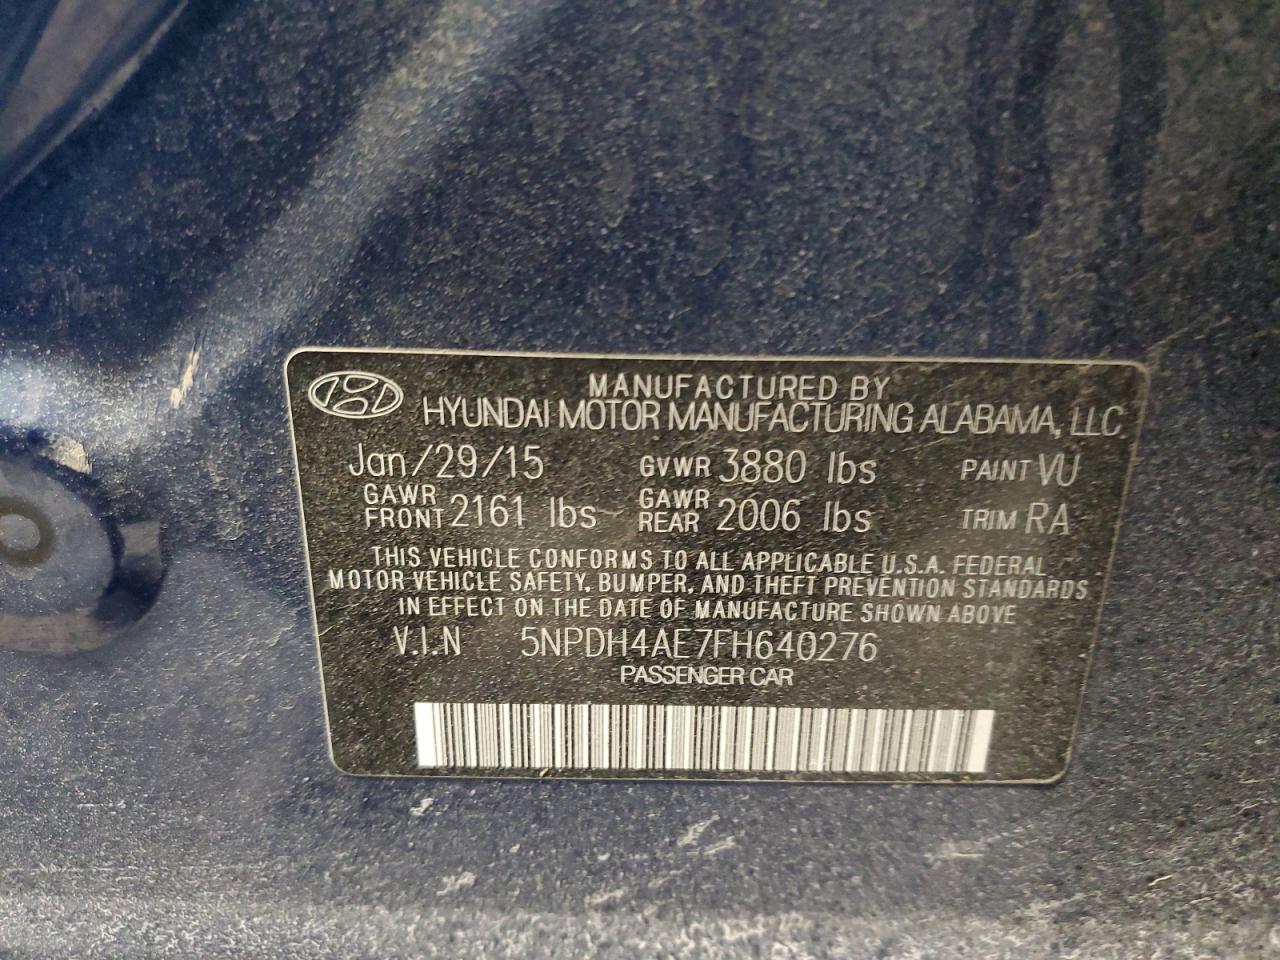 MANUFACTURED BY
HYUNDAI MOTOR MANUFACTURING ALABAMA, LLC.
Jan/29/15 GVWR 3880 lbs PAINT VU
GAWR FRONT 2161 lbs GAWR REAR 2006 lbs TRIM RA
THIS VEHICLE CONFORMS TO ALL APPLICABLE U.S.A. FEDERAL
MOTOR VEHICLE SAFETY, BUMPER, AND THEFT PREVENTION STANDARDS
IN EFFECT ON THE DATE OF MANUFACTURE SHOWN ABOVE
V.I.N 5NPDH4AE7FH640276
PASSENGER CAR